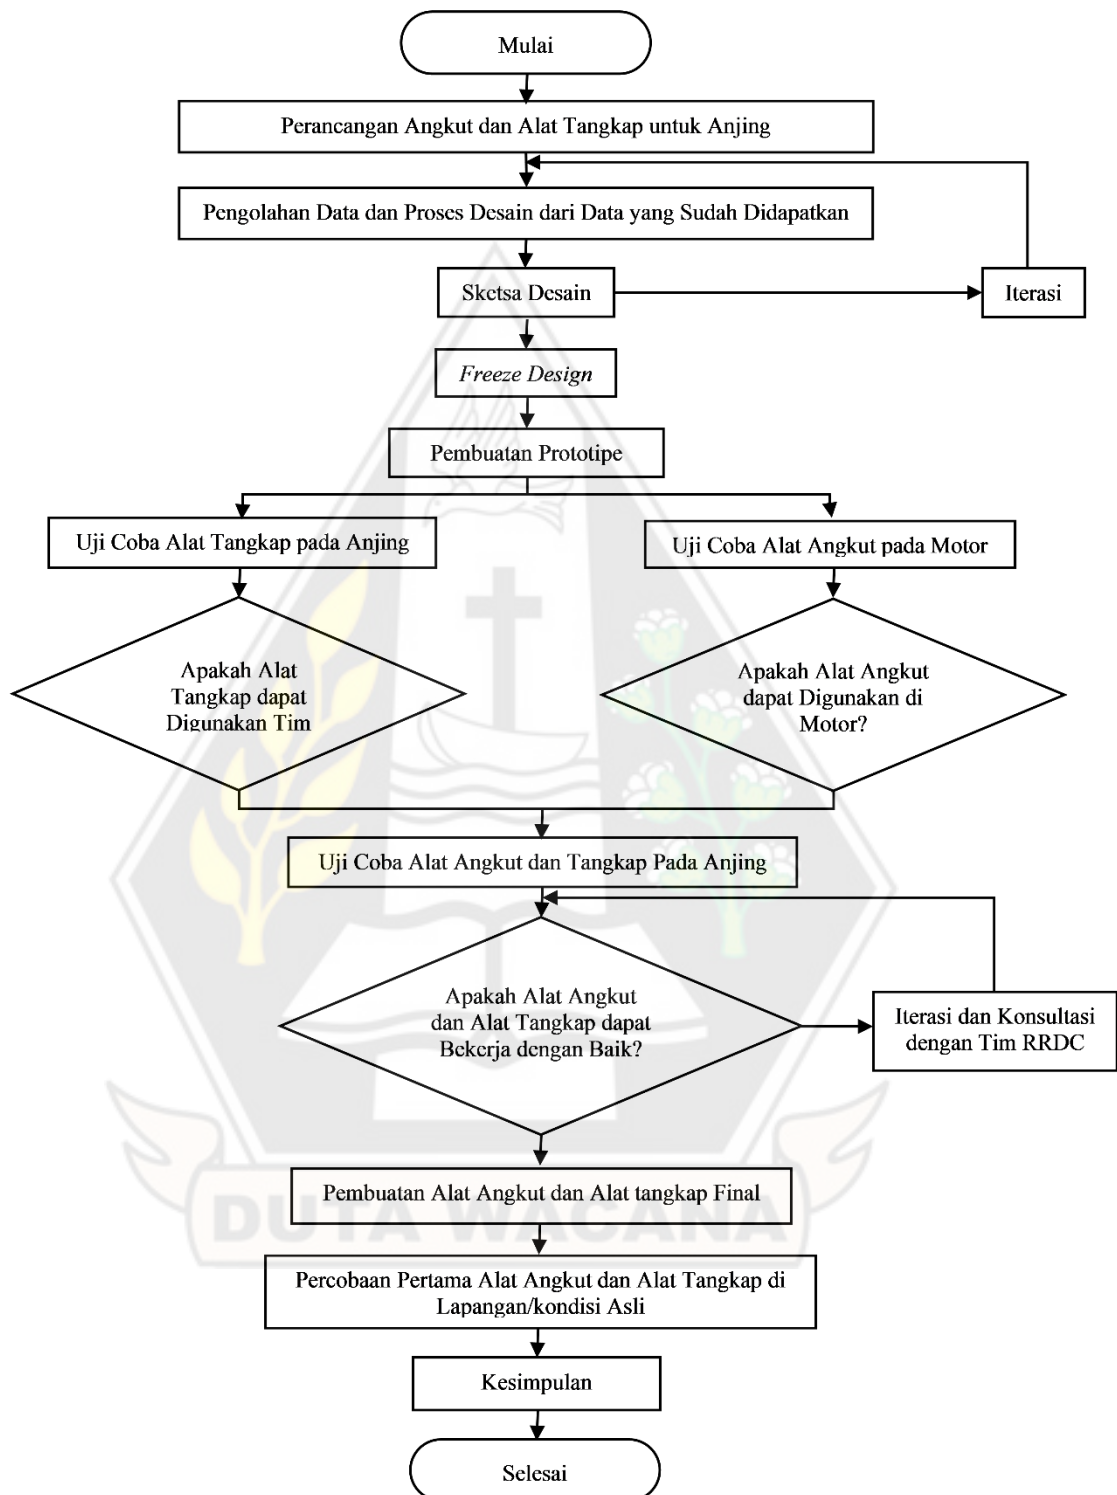 Mulai
Perancangan Angkut dan Alat Tangkap untuk Anjing
Pengolahan Data dan Proses Desain dari Data yang Sudah Didapatkan
Sketsa Desain
Iterasi
Freeze Design
Pembuatan Prototipe
Uji Coba Alat Tangkap pada Anjing
Uji Coba Alat Angkut pada Motor
Apakah Alat
Tangkap dapat
Digunakan Tim
Apakah Alat Angkut
dapat Digunakan di
Motor?
Uji Coba Alat Angkut dan Tangkap Pada Anjing
Apakah Alat Angkut
dan Alat Tangkap dapat
Bekerja dengan Baik?
Iterasi dan Konsultasi
dengan Tim RRDC
Pembuatan Alat Angkut dan Alat tangkap Final
DUTA WACANA
Percobaan Pertama Alat Angkut dan Alat Tangkap di
Lapangan/kondisi Asli
Kesimpulan
Selesai